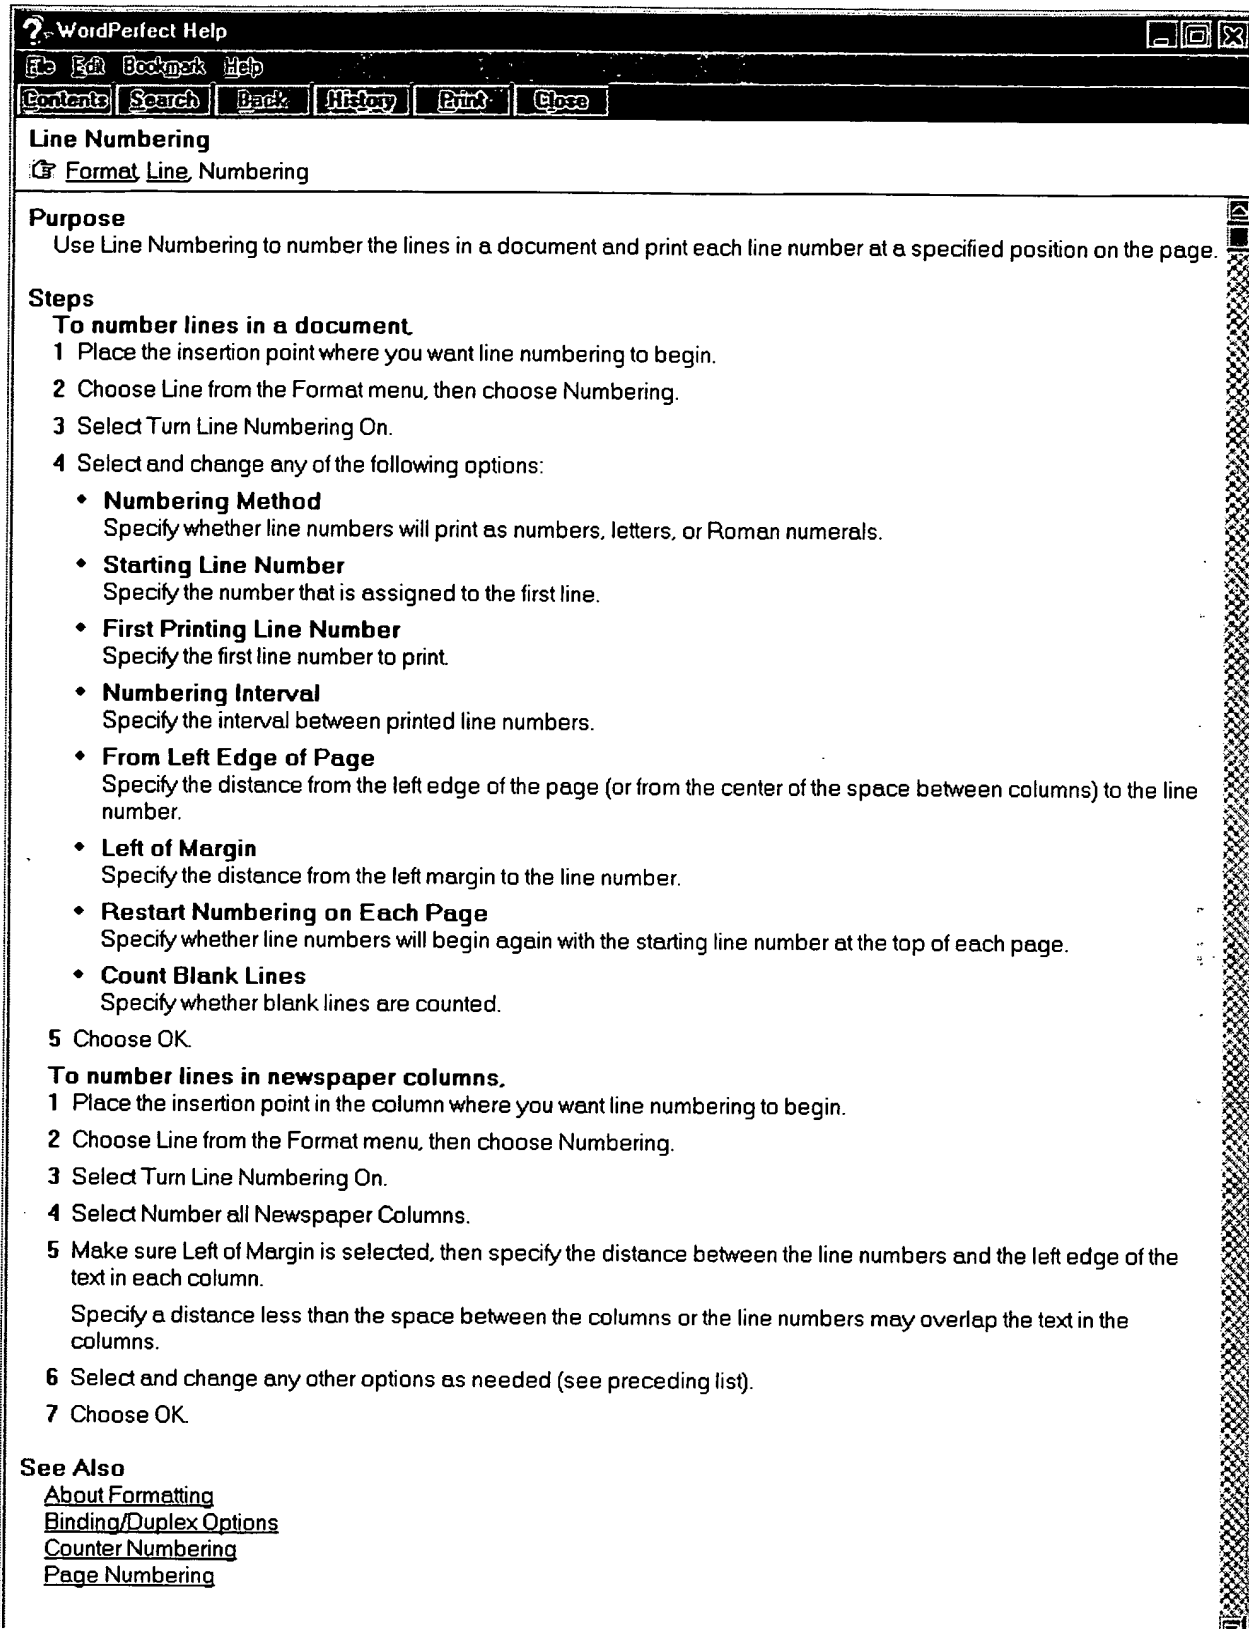 WordPerfect Help
File Edit Bookmark Help
Contents Search Back History Print Close
Line Numbering
Format, Line, Numbering
Purpose
Use Line Numbering to number the lines in a document and print each line number at a specified position on the page.
Steps
To number lines in a document.
1 Place the insertion point where you want line numbering to begin.
2 Choose Line from the Format menu, then choose Numbering.
3 Select Turn Line Numbering On.
4 Select and change any of the following options:
• Numbering Method
Specify whether line numbers will print as numbers, letters, or Roman numerals.
• Starting Line Number
Specify the number that is assigned to the first line.
• First Printing Line Number
Specify the first line number to print.
• Numbering Interval
Specify the interval between printed line numbers.
• From Left Edge of Page
Specify the distance from the left edge of the page (or from the center of the space between columns) to the line
number.
• Left of Margin
Specify the distance from the left margin to the line number.
• Restart Numbering on Each Page
Specify whether line numbers will begin again with the starting line number at the top of each page.
• Count Blank Lines
Specify whether blank lines are counted.
5 Choose OK.
To number lines in newspaper columns.
1 Place the insertion point in the column where you want line numbering to begin.
2 Choose Line from the Format menu, then choose Numbering.
3 Select Turn Line Numbering On.
4 Select Number all Newspaper Columns.
5 Make sure Left of Margin is selected, then specify the distance between the line numbers and the left edge of the
text in each column.
Specify a distance less than the space between the columns or the line numbers may overlap the text in the
columns.
6 Select and change any other options as needed (see preceding list).
7 Choose OK.
See Also
About Formatting
Binding/Duplex Options
Counter Numbering
Page Numbering